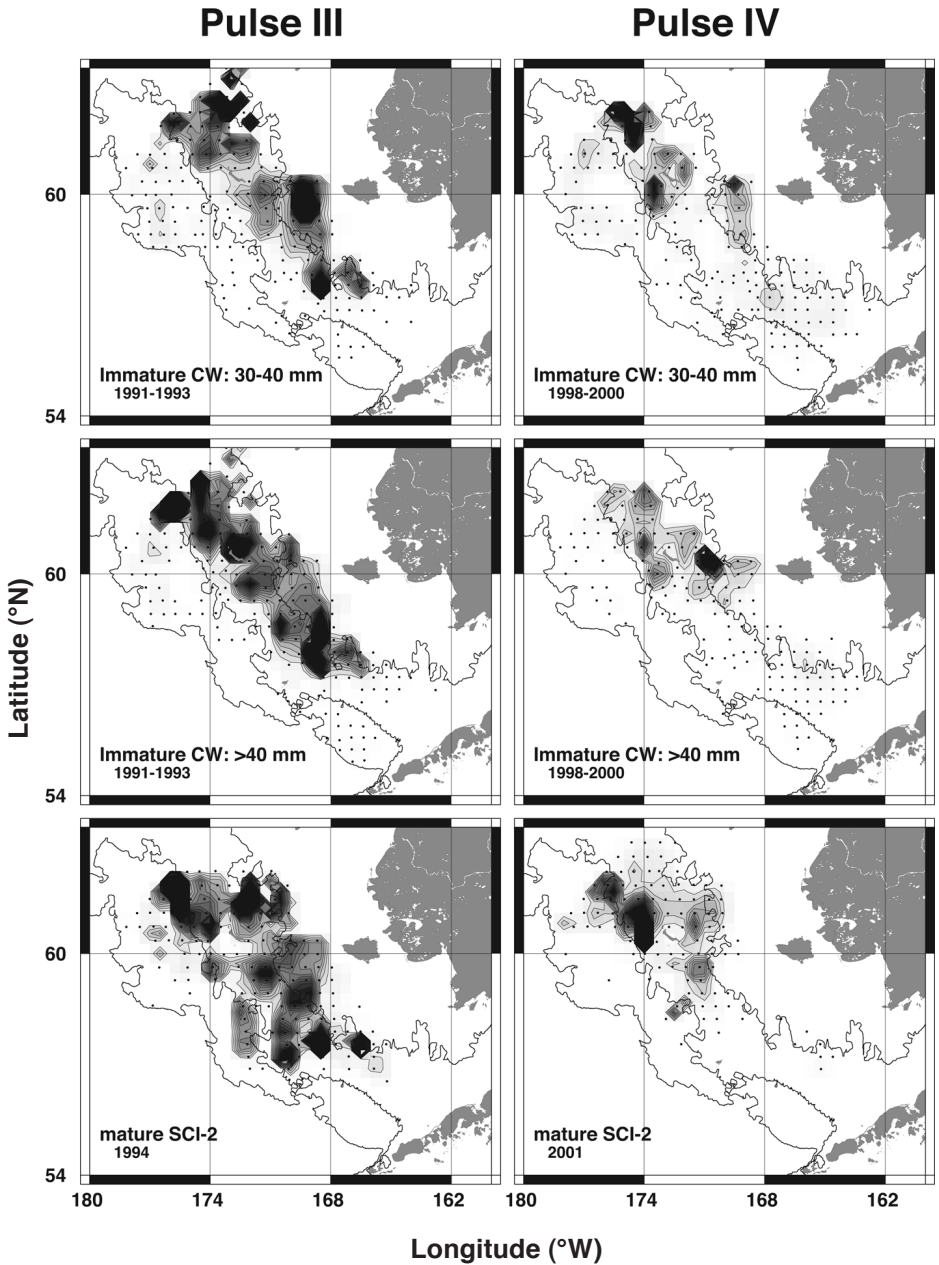 Pulse III
Pulse IV
60
54
Immature CW: 30-40 mm
1991-1993
Immature CW: 30-40 mm
1998-2000
60
54
Immature CW: >40 mm
1991-1993
Immature CW: >40 mm
1998-2000
Latitude (°N)
60
54
mature SCI-2
1994
mature SCI-2
2001
180
174
168
162
180
174
168
162
Longitude (°W)